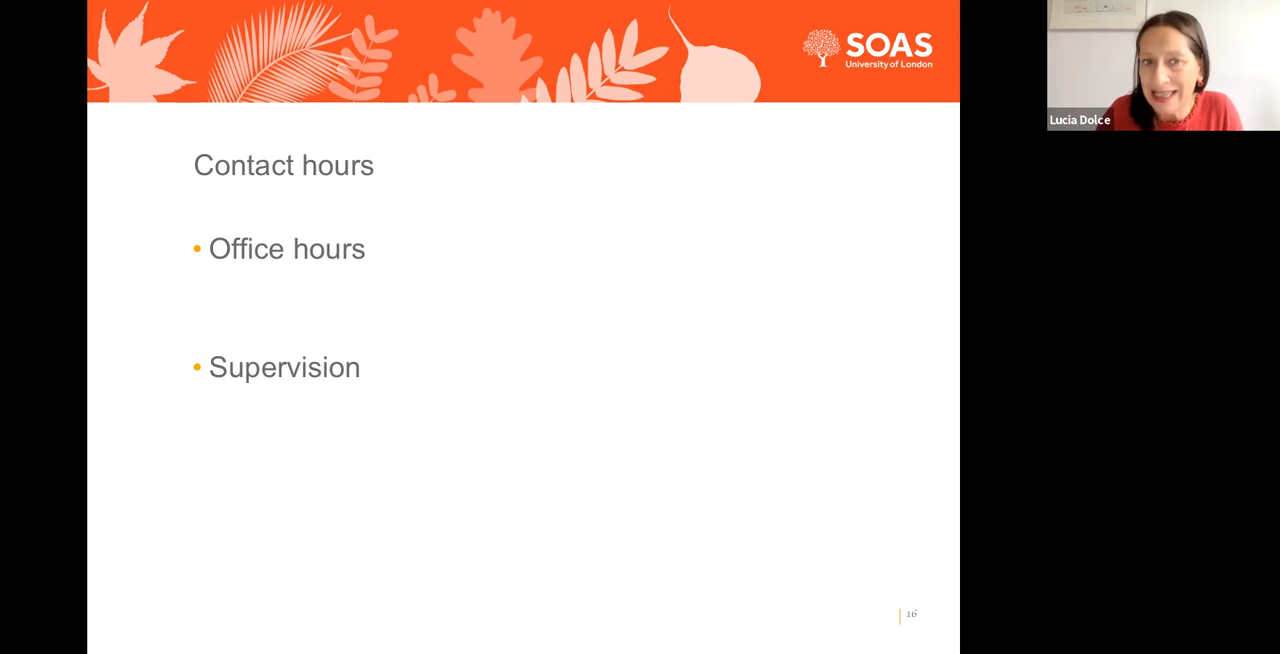 SOAS
University of London
Lucia Dolce
Contact hours
• Office hours
• Supervision
16